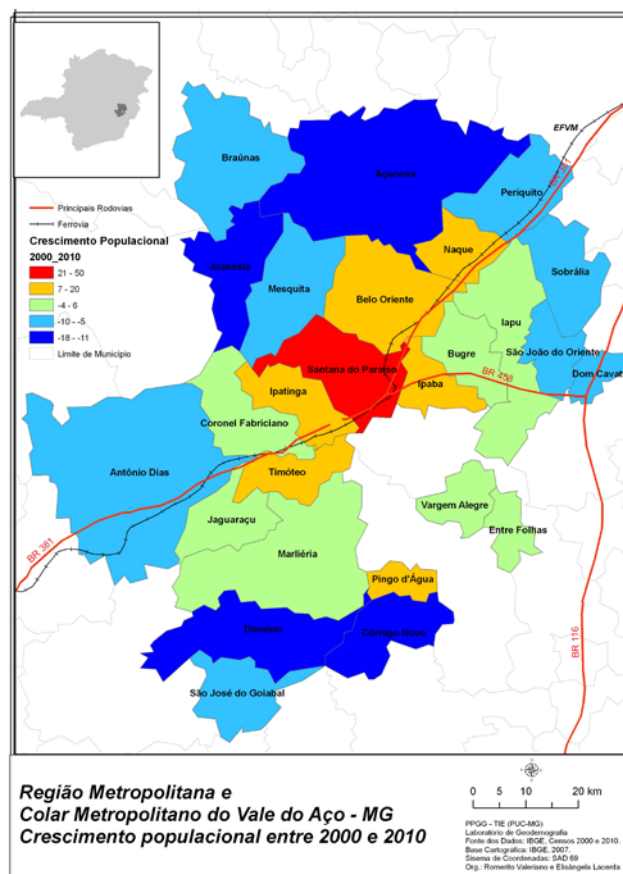 EFVM
BR 381
Braúnas
Açucena
Periquito
Principais Rodovias
Ferrovia
Crescimento Populacional
2000_2010
21 - 50
7 - 20
-4 - 6
-10 - -5
-18 - -11
Limite de Município
Naque
Joanésia
Mesquita
Belo Oriente
Sobrália
Iapu
Bugre
São João do Oriente
Santana do Paraíso
Dom Cavat
BR 458
Ipatinga
Ipaba
Coronel Fabriciano
Antônio Dias
Timóteo
Jaguaraçu
Vargem Alegre
Entre Folhas
Marliéria
BR 381
Pingo d'Água
Dionísio
Córrego Novo
BR 116
São José do Goiabal
Região Metropolitana e
Colar Metropolitano do Vale do Aço - MG
Crescimento populacional entre 2000 e 2010
0 5 10 20 km
PPGG - TIE (PUC-MG)
Laboratório de Geodemografia
Fonte dos Dados: IBGE, Censos 2000 e 2010.
Base Cartográfica: IBGE, 2007.
Sisema de Coordenadas: SAD 69
Org.: Romerito Valeriano e Elisângela Lacerda